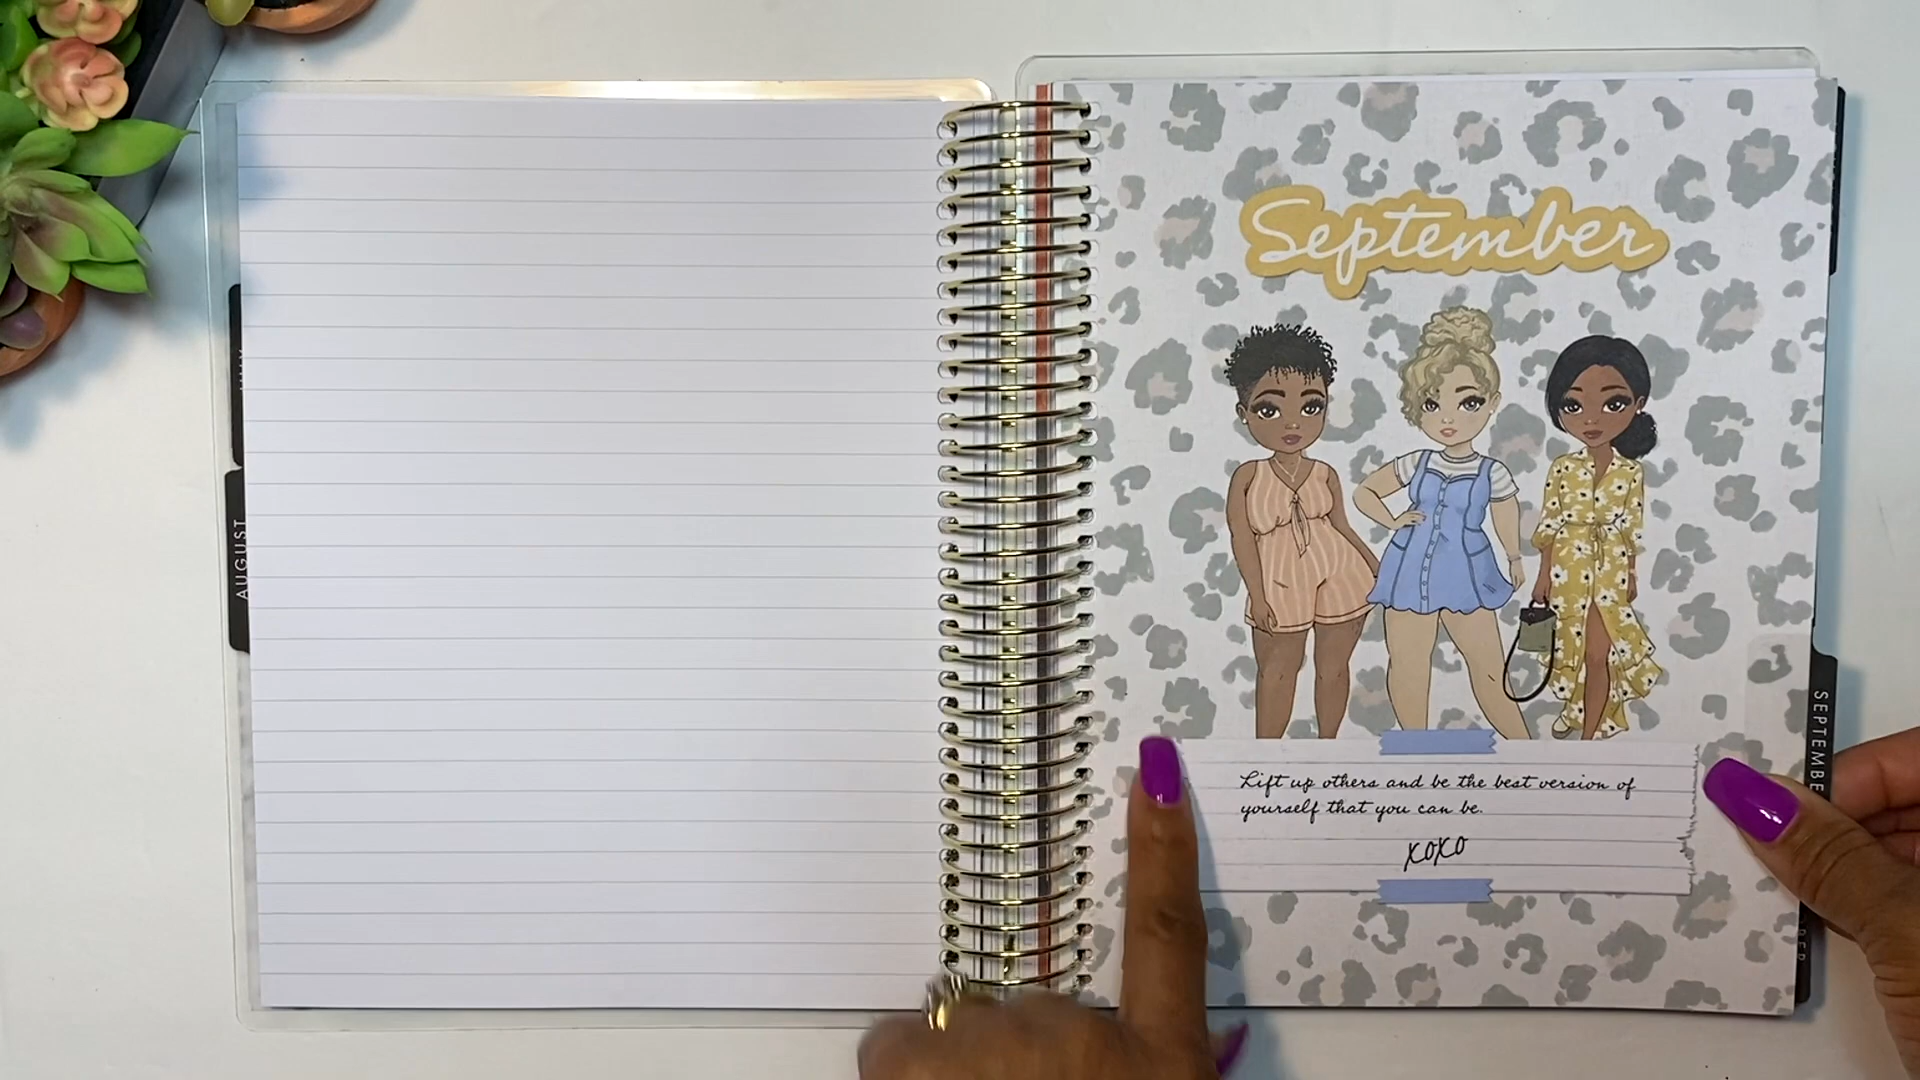 AUGUST
September
SEPTEMBE
Lift up others and be the best version of
yourself that you can be.
xoxo